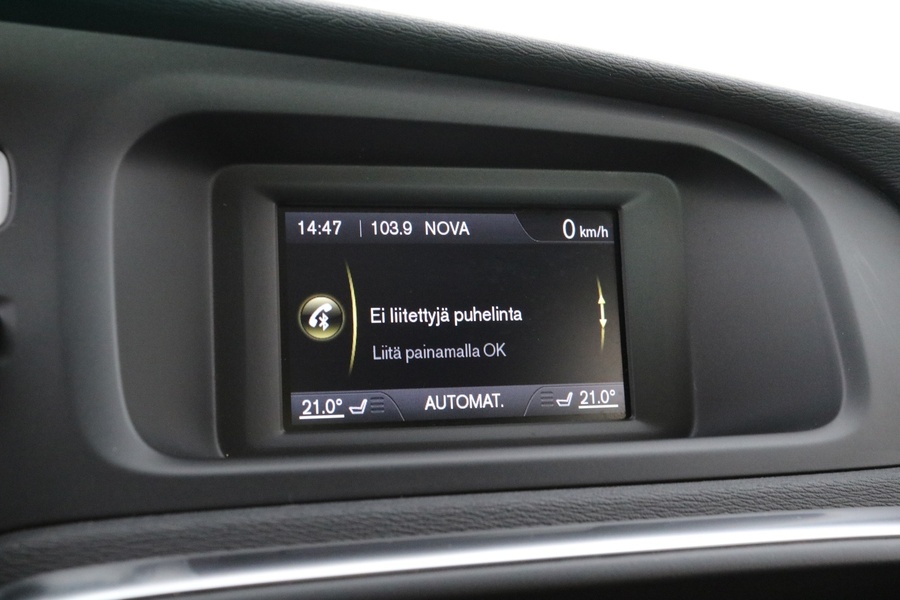 14:47 | 103.9 NOVA 0 km/h
Ei liitettyjä puhelinta
Liitä painamalla OK
21.0° AUTOMAT. 21.0°